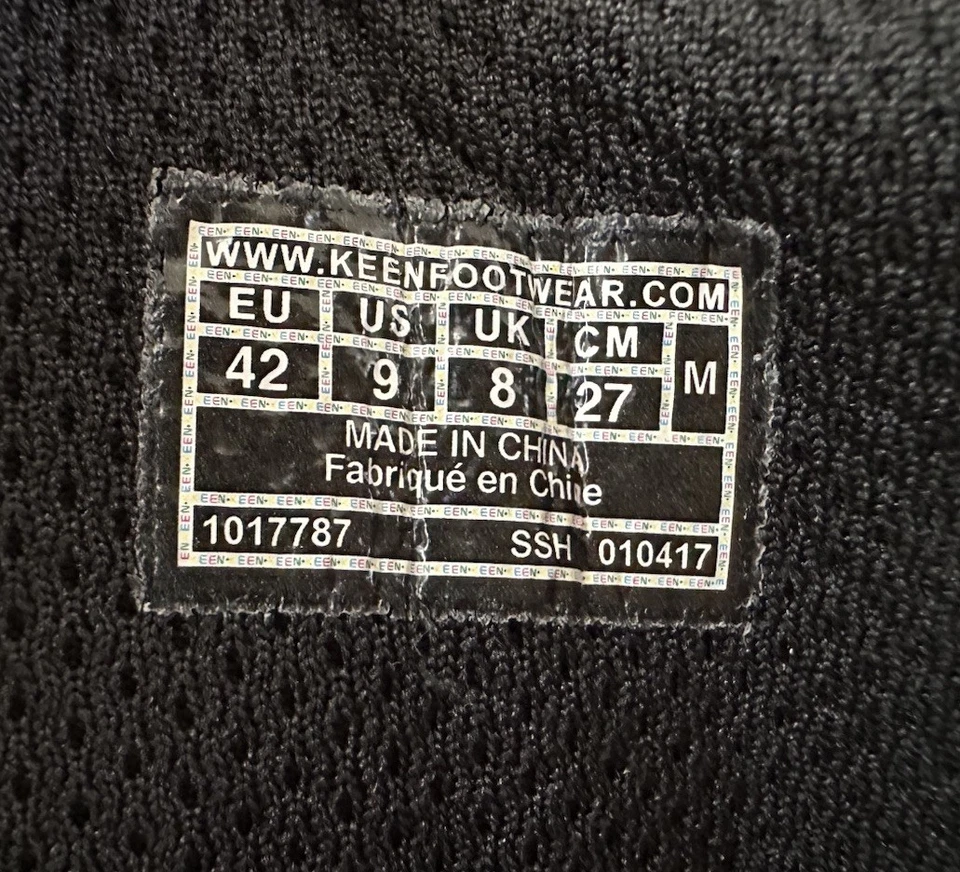 WWW.KEENFOOTWEAR.COM
EU US UK CM M
42 9 8 27
MADE IN CHINA
Fabriqué en Chine
1017787 SSH 010417